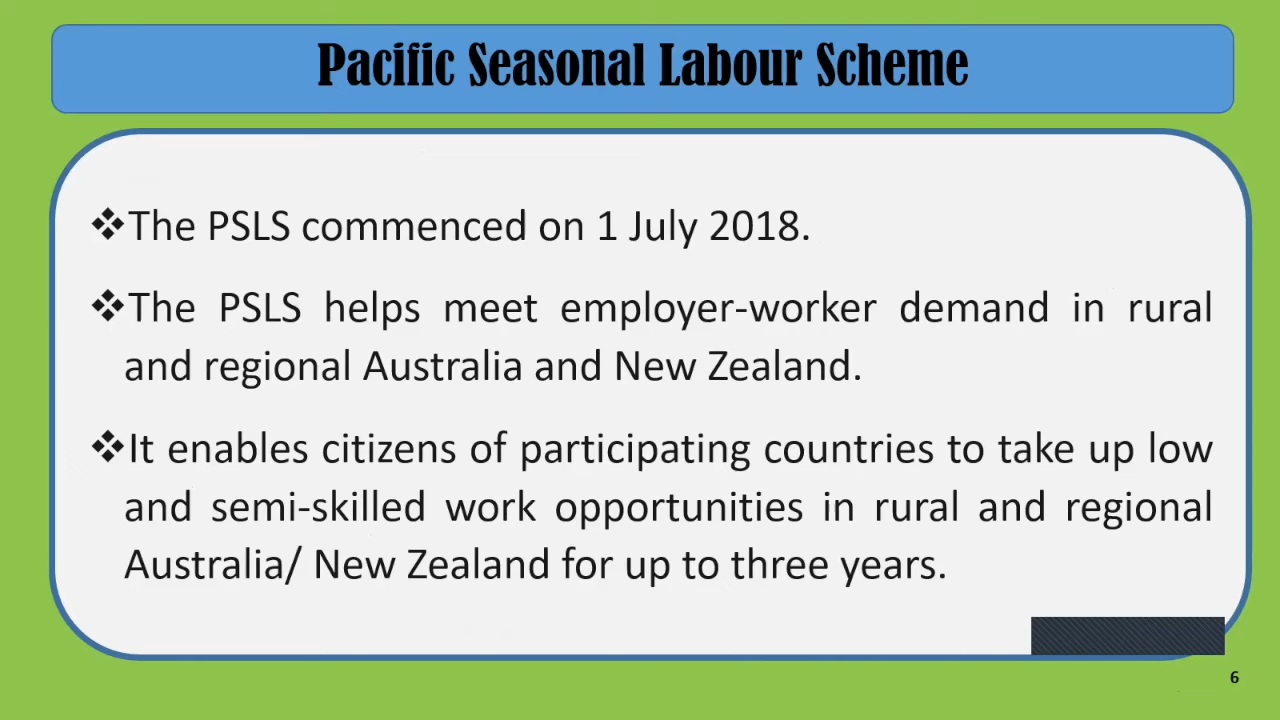 Pacific Seasonal Labour Scheme
❖The PSLS commenced on 1 July 2018.
❖The PSLS helps meet employer-worker demand in rural
and regional Australia and New Zealand.
❖It enables citizens of participating countries to take up low
and semi-skilled work opportunities in rural and regional
Australia/ New Zealand for up to three years.
6